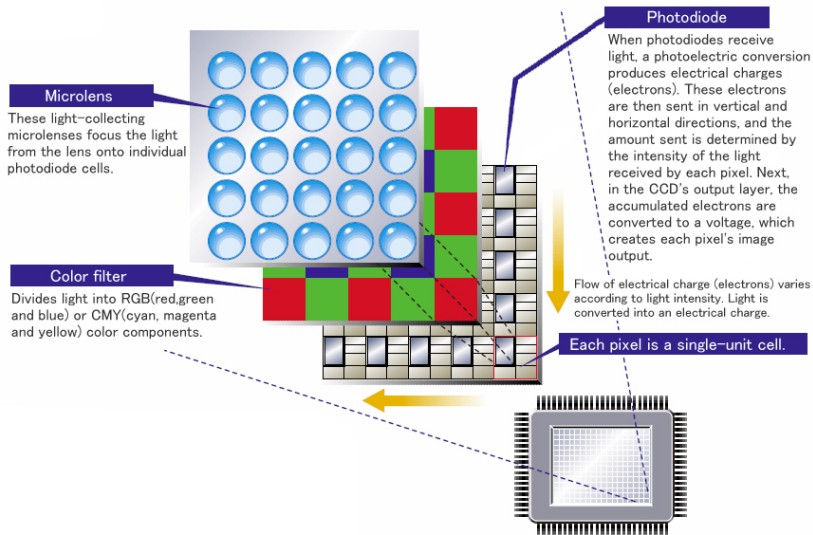 Photodiode
When photodiodes receive
light, a photoelectric conversion
produces electrical charges
(electrons). These electrons
are then sent in vertical and
horizontal directions, and the
amount sent is determined by
the intensity of the light
received by each pixel. Next,
in the CCD's output layer, the
accumulated electrons are
converted to a voltage, which
creates each pixel's image
output.
Microlens
These light-collecting
microlenses focus the light
from the lens onto individual
photodiode cells.
Color filter
Divides light into RGB(red,green
and blue) or CMY(cyan, magenta
and yellow) color components.
Flow of electrical charge (electrons) varies
according to light intensity. Light is
converted into an electrical charge.
Each pixel is a single-unit cell.